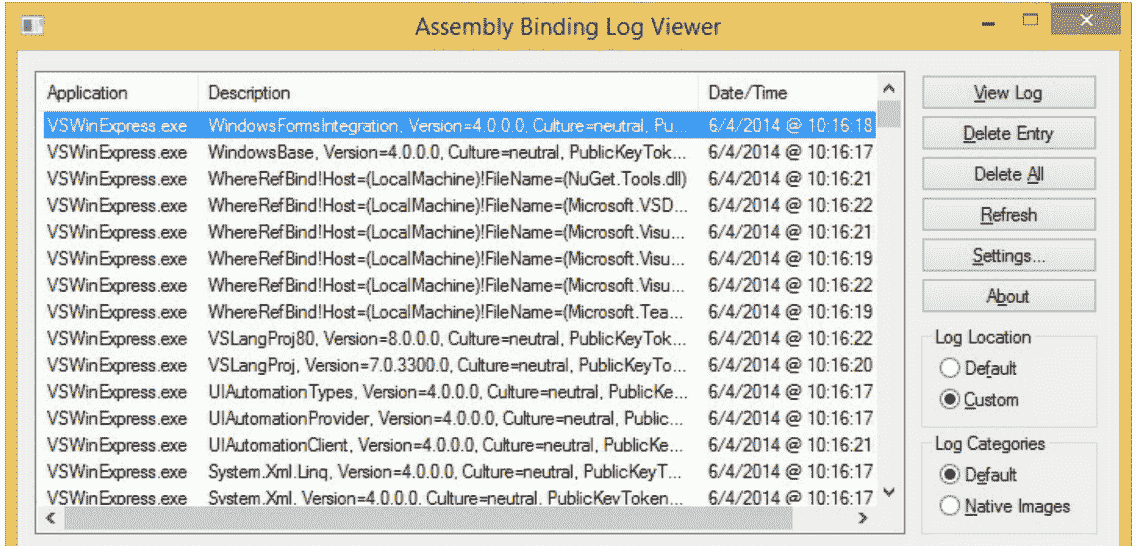 Assembly Binding Log Viewer
Application Description Date/Time
VSWinExpress.exe WindowsFormsIntegration, Version=4.0.0.0, Culture=neutral, Pu... 6/4/2014 @ 10:16:18
VSWinExpress.exe WindowsBase, Version=4.0.0.0, Culture=neutral, PublicKeyTok... 6/4/2014 @ 10:16:17
VSWinExpress.exe WhereRefBind!Host=(LocalMachine)!FileName=(NuGet.Tools.dll) 6/4/2014 @ 10:16:21
VSWinExpress.exe WhereRefBind!Host=(LocalMachine)!FileName=(Microsoft.VSD... 6/4/2014 @ 10:16:22
VSWinExpress.exe WhereRefBind!Host=(LocalMachine)!FileName=(Microsoft.Visu... 6/4/2014 @ 10:16:21
VSWinExpress.exe WhereRefBind!Host=(LocalMachine)!FileName=(Microsoft.Visu... 6/4/2014 @ 10:16:19
VSWinExpress.exe WhereRefBind!Host=(LocalMachine)!FileName=(Microsoft.Visu... 6/4/2014 @ 10:16:22
VSWinExpress.exe WhereRefBind!Host=(LocalMachine)!FileName=(Microsoft.Tea... 6/4/2014 @ 10:16:19
VSWinExpress.exe VSLangProj80, Version=8.0.0.0, Culture=neutral, PublicKeyTok... 6/4/2014 @ 10:16:22
VSWinExpress.exe VSLangProj, Version=7.0.3300.0, Culture=neutral, PublicKeyTo... 6/4/2014 @ 10:16:20
VSWinExpress.exe UIAutomationTypes, Version=4.0.0.0, Culture=neutral, PublicKe... 6/4/2014 @ 10:16:17
VSWinExpress.exe UIAutomationProvider, Version=4.0.0.0, Culture=neutral, Public... 6/4/2014 @ 10:16:17
VSWinExpress.exe UIAutomationClient, Version=4.0.0.0, Culture=neutral, PublicKe... 6/4/2014 @ 10:16:21
VSWinExpress.exe System.Xml.Linq, Version=4.0.0.0, Culture=neutral, PublicKeyT... 6/4/2014 @ 10:16:17
VSWinExpress.exe System.Xml, Version=4.0.0.0, Culture=neutral, PublicKeyToken... 6/4/2014 @ 10:16:17
View Log
Delete Entry
Delete All
Refresh
Settings...
About
Log Location
Default
Custom
Log Categories
Default
Native Images